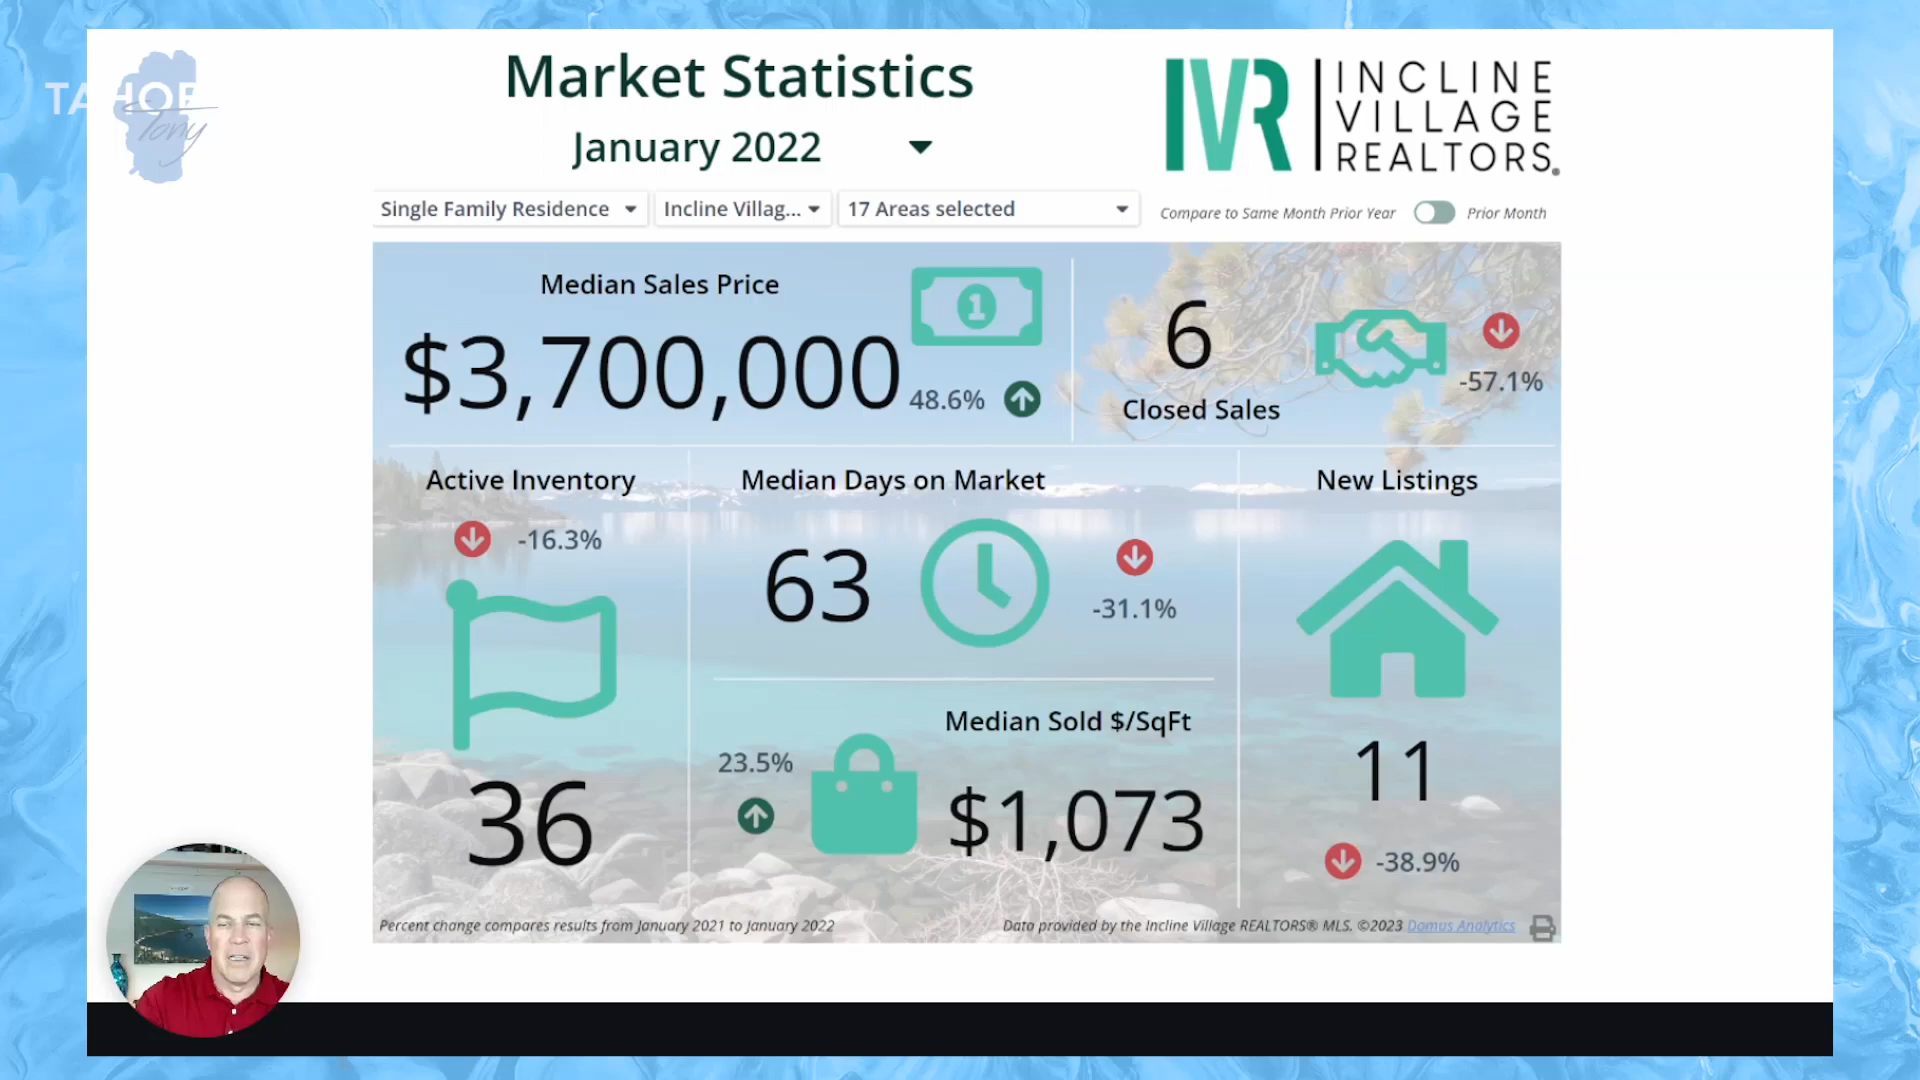 TAHOE
Tony
Market Statistics
January 2022
IVR
INCLINE
VILLAGE
REALTORS®
Single Family Residence
Incline Villag...
17 Areas selected
Compare to Same Month Prior Year
Prior Month
Median Sales Price
$3,700,000
48.6%
1
6
Closed Sales
-57.1%
Active Inventory
-16.3%
36
Median Days on Market
63
-31.1%
Median Sold $/SqFt
23.5%
$1,073
New Listings
11
-38.9%
Percent change compares results from January 2021 to January 2022
Data provided by the Incline Village REALTORS® MLS. ©2023 Domus Analytics